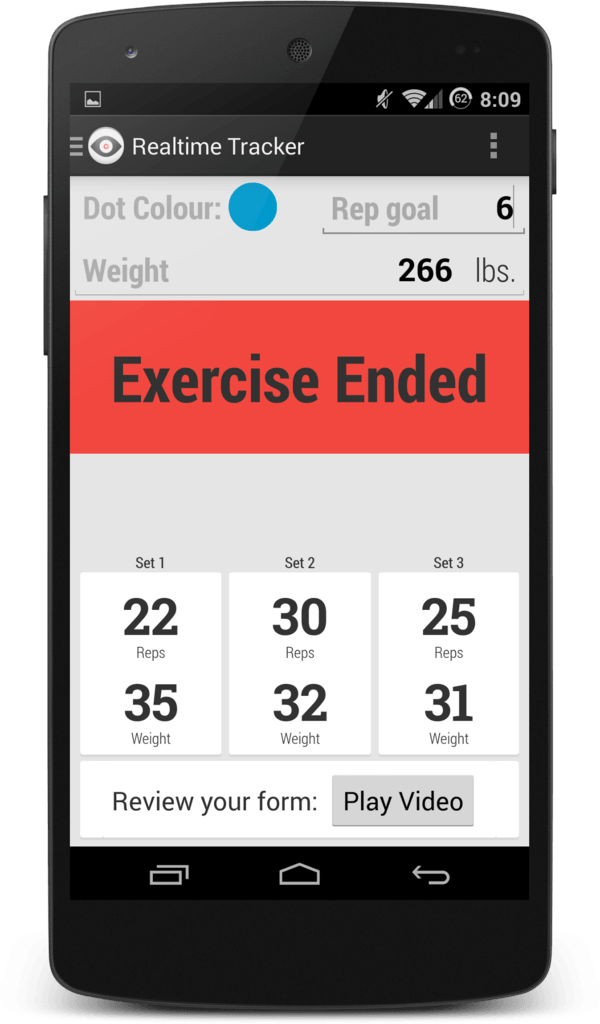 62 8:09
Realtime Tracker
Dot Colour: Rep goal 6
Weight 266 lbs.
Exercise Ended
Set 1 Set 2 Set 3
22 30 25
Reps Reps Reps
35 32 31
Weight Weight Weight
Review your form: Play Video